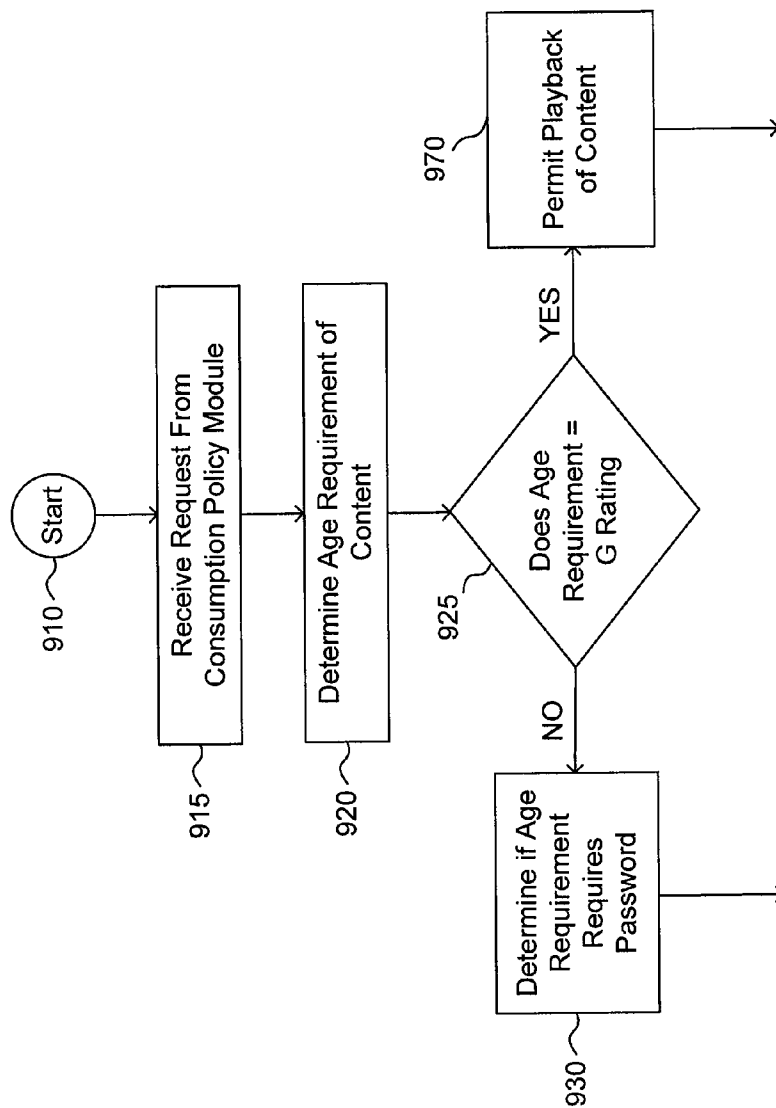 910
Start
915
Receive Request From
Consumption Policy Module
920
Determine Age Requirement of
Content
925
Does Age
Requirement =
G Rating
NO
YES
930
Determine if Age
Requirement
Requires
Password
970
Permit Playback
of Content